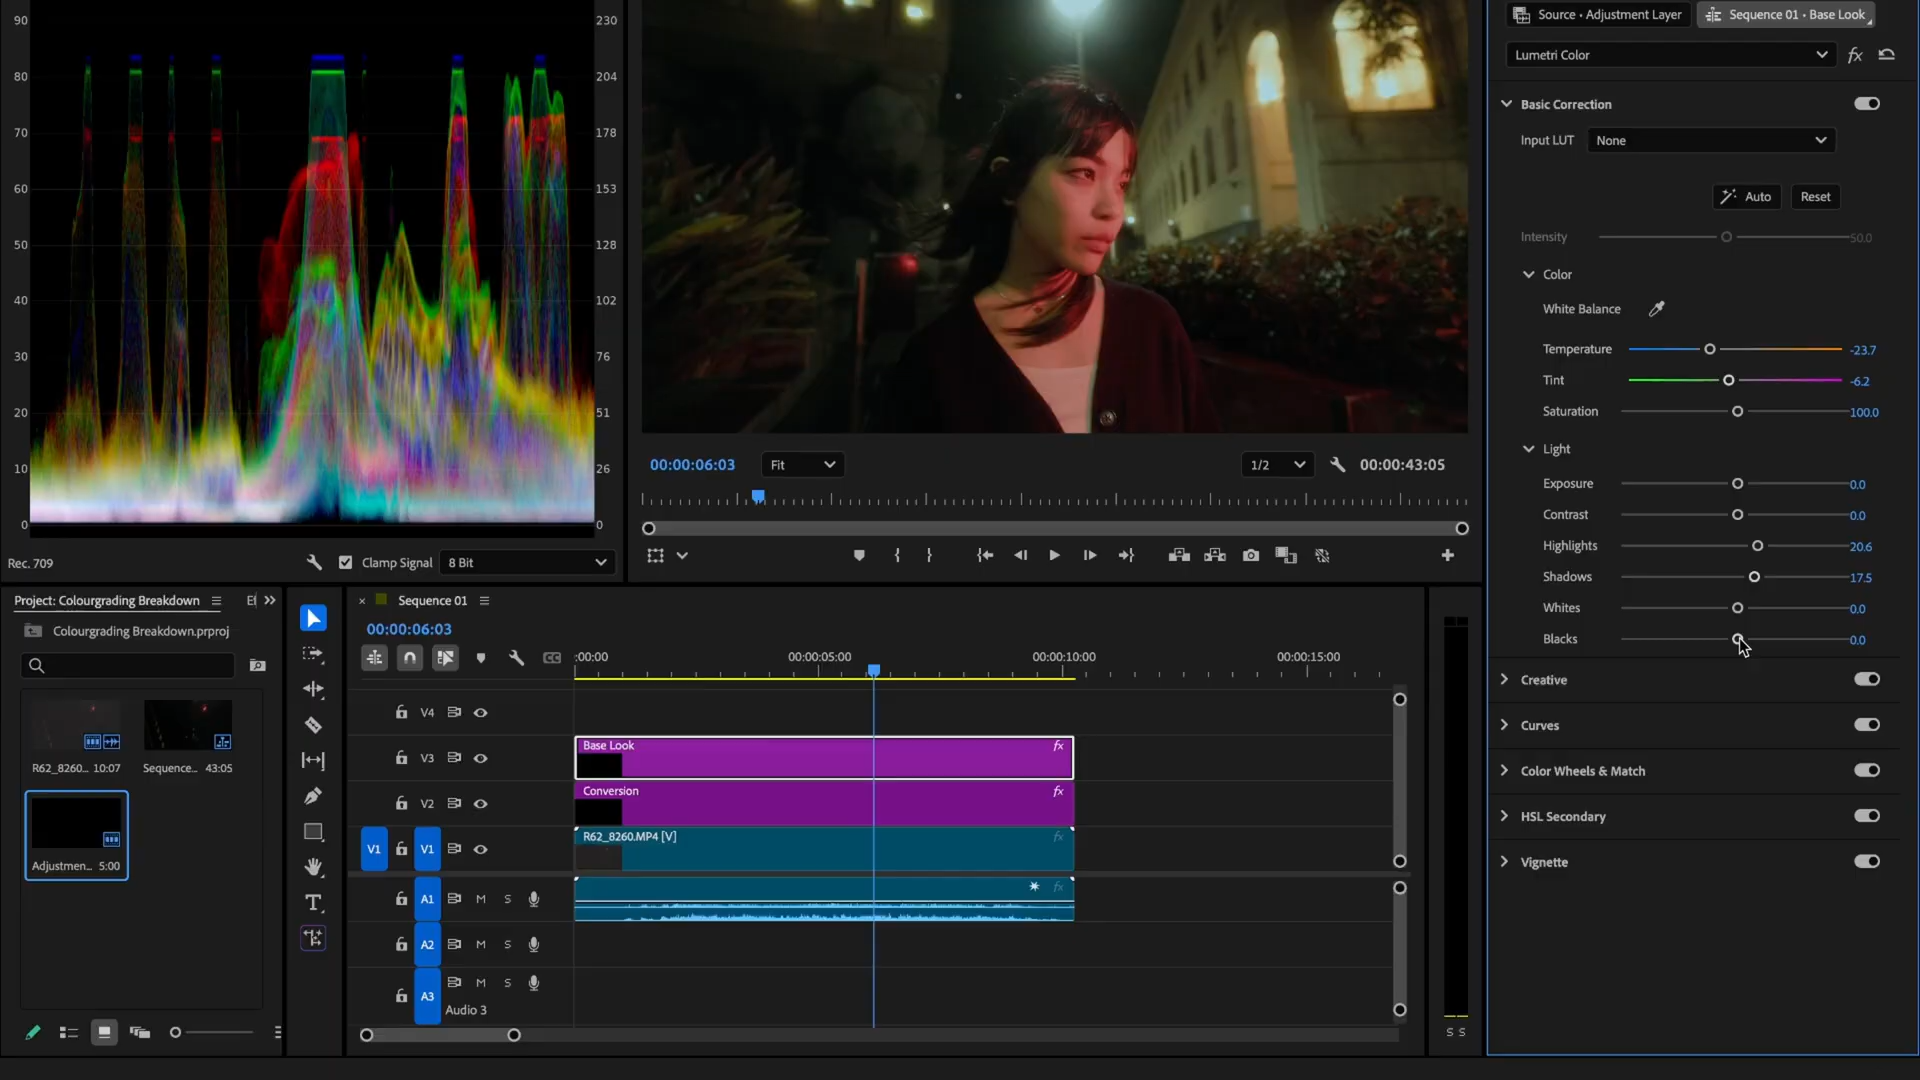 90
80
70
60
50
40
30
20
10
0
230
204
178
153
128
102
76
51
26
0
Rec. 709
Clamp Signal
8 Bit
00:00:06:03
Fit
1/2
00:00:43:05
Source • Adjustment Layer
Sequence 01 • Base Look
Lumetri Color
fx
Basic Correction
Input LUT
None
Auto
Reset
Intensity
50.0
Color
White Balance
Temperature
-23.7
Tint
-6.2
Saturation
100.0
Light
Exposure
0.0
Contrast
0.0
Highlights
20.6
Shadows
17.5
Whites
0.0
Blacks
0.0
Creative
Curves
Color Wheels & Match
HSL Secondary
Vignette
Project: Colourgrading Breakdown
Colourgrading Breakdown.prproj
R62_8260... 10:07
Sequence... 43:05
Adjustmen... 5:00
Sequence 01
00:00:06:03
CC
:00:00
00:00:05:00
00:00:10:00
00:00:15:00
V4
V3
Base Look
fx
V2
Conversion
fx
V1
V1
R62_8260.MP4 [V]
fx
A1
M
S
fx
A2
M
S
A3
M
S
Audio 3
S S